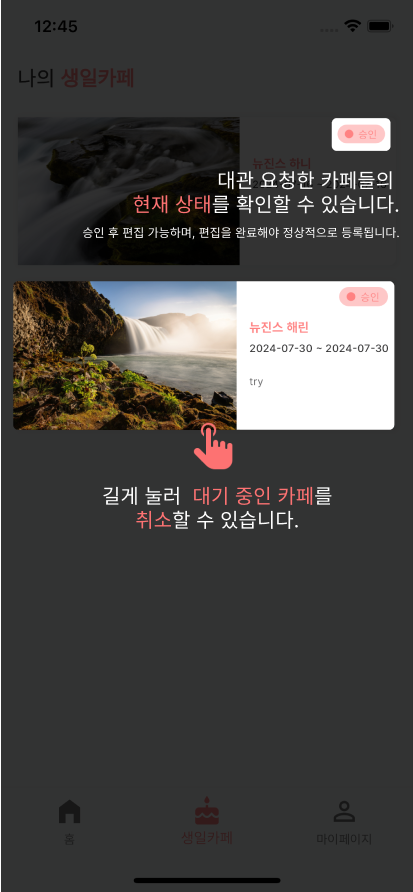 12:45
나의 생일카페
승인
뉴진스 하니
대관 요청한 카페들의
현재 상태를 확인할 수 있습니다.
승인 후 편집 가능하며, 편집을 완료해야 정상적으로 등록됩니다.
승인
뉴진스 해린
2024-07-30 ~ 2024-07-30
try
길게 눌러 대기 중인 카페를
취소할 수 있습니다.
홈
생일카페
마이페이지